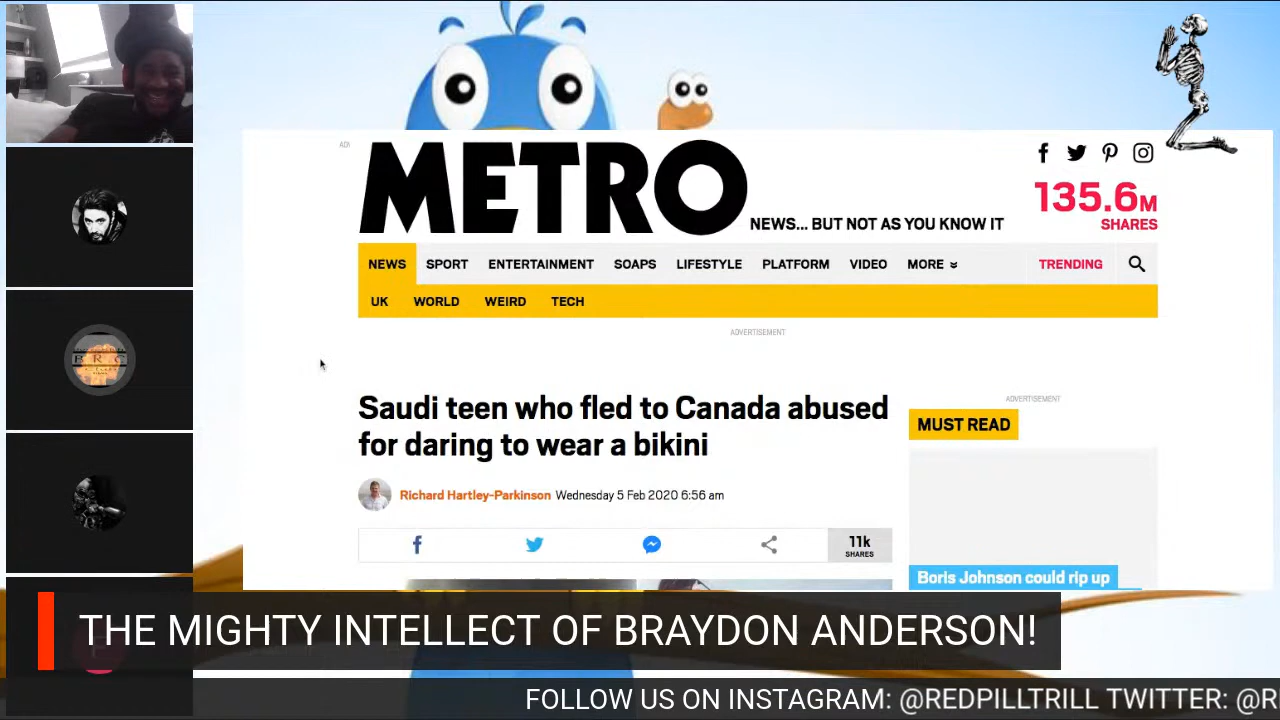 METRO
NEWS... BUT NOT AS YOU KNOW IT
135.6M
SHARES
NEWS SPORT ENTERTAINMENT SOAPS LIFESTYLE PLATFORM VIDEO MORE TRENDING
UK WORLD WEIRD TECH
ADVERTISEMENT
Saudi teen who fled to Canada abused
for daring to wear a bikini
ADVERTISEMENT
MUST READ
Richard Hartley-Parkinson Wednesday 5 Feb 2020 6:56 am
11k
SHARES
Boris Johnson could rip up
B R C
THE MIGHTY INTELLECT OF BRAYDON ANDERSON!
FOLLOW US ON INSTAGRAM: @REDPILLTRILL TWITTER: @R